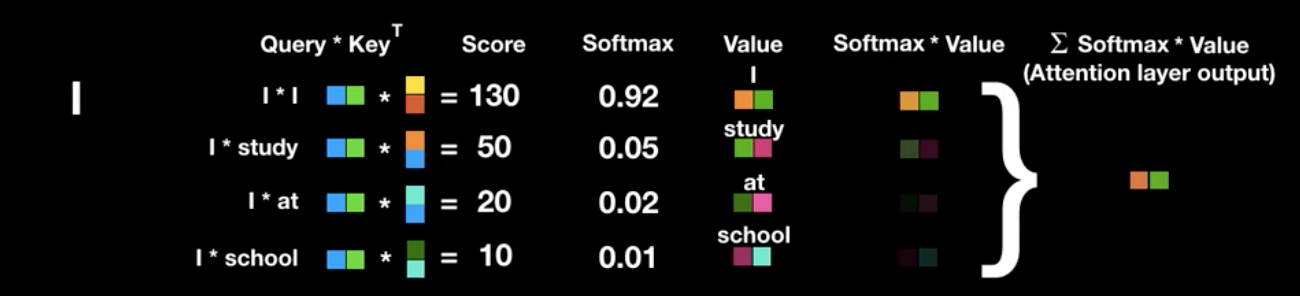 Query * Key^T Score Softmax Value Softmax * Value Σ Softmax * Value
(Attention layer output)
I
I I * I * = 130 0.92
study
I * study * = 50 0.05
at
I * at * = 20 0.02
school
I * school * = 10 0.01
}